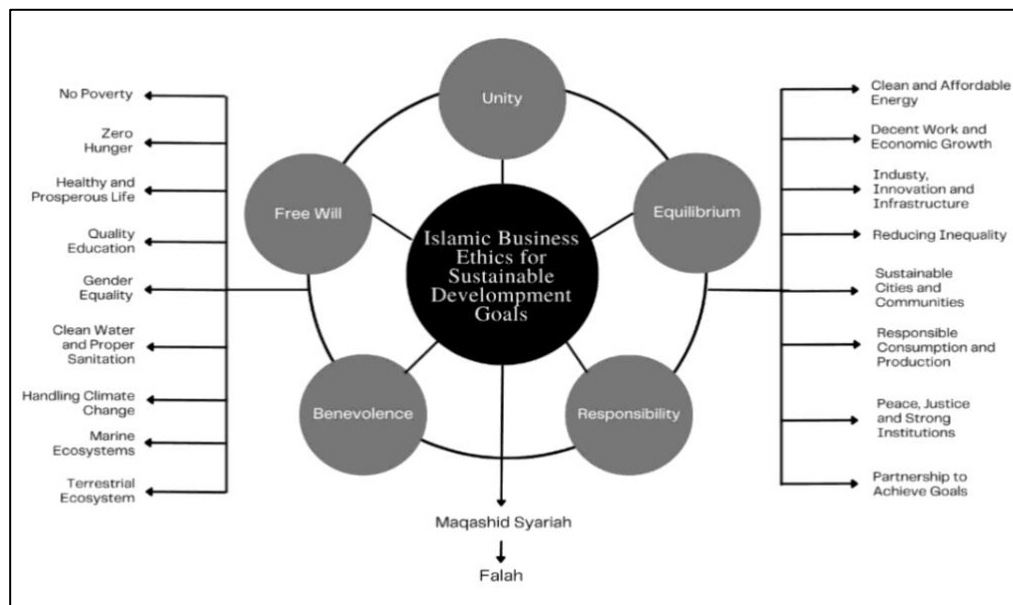 No Poverty
Zero
Hunger
Healthy and
Prosperous Life
Quality
Education
Gender
Equality
Clean Water
and Proper
Sanitation
Handling Climate
Change
Marine
Ecosystems
Terrestrial
Ecosystem
Unity
Free Will
Equilibrium
Islamic Business
Ethics for
Sustainable
Develompment
Goals
Benevolence
Responsibility
Maqashid Syariah
Falah
Clean and Affordable
Energy
Decent Work and
Economic Growth
Industy,
Innovation and
Infrastructure
Reducing Inequality
Sustainable
Cities and
Communities
Responsible
Consumption and
Production
Peace, Justice
and Strong
Institutions
Partnership to
Achieve Goals